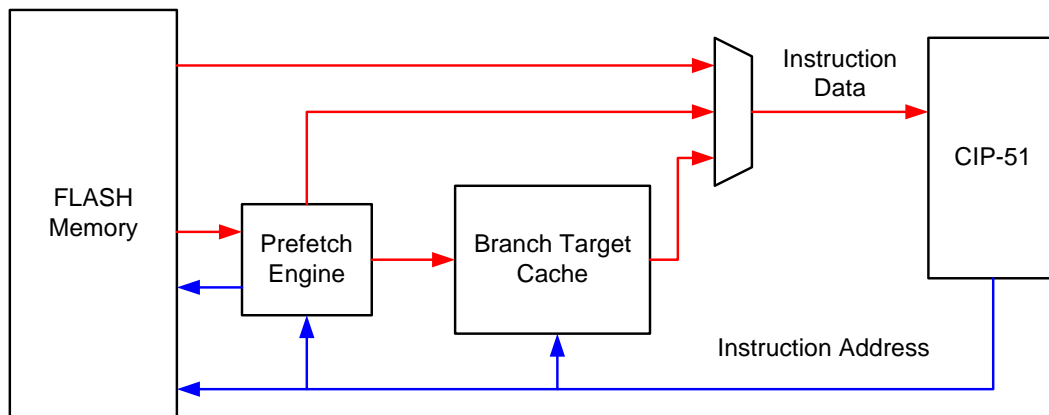 FLASH
Memory
Prefetch
Engine
Branch Target
Cache
Instruction
Data
CIP-51
Instruction Address